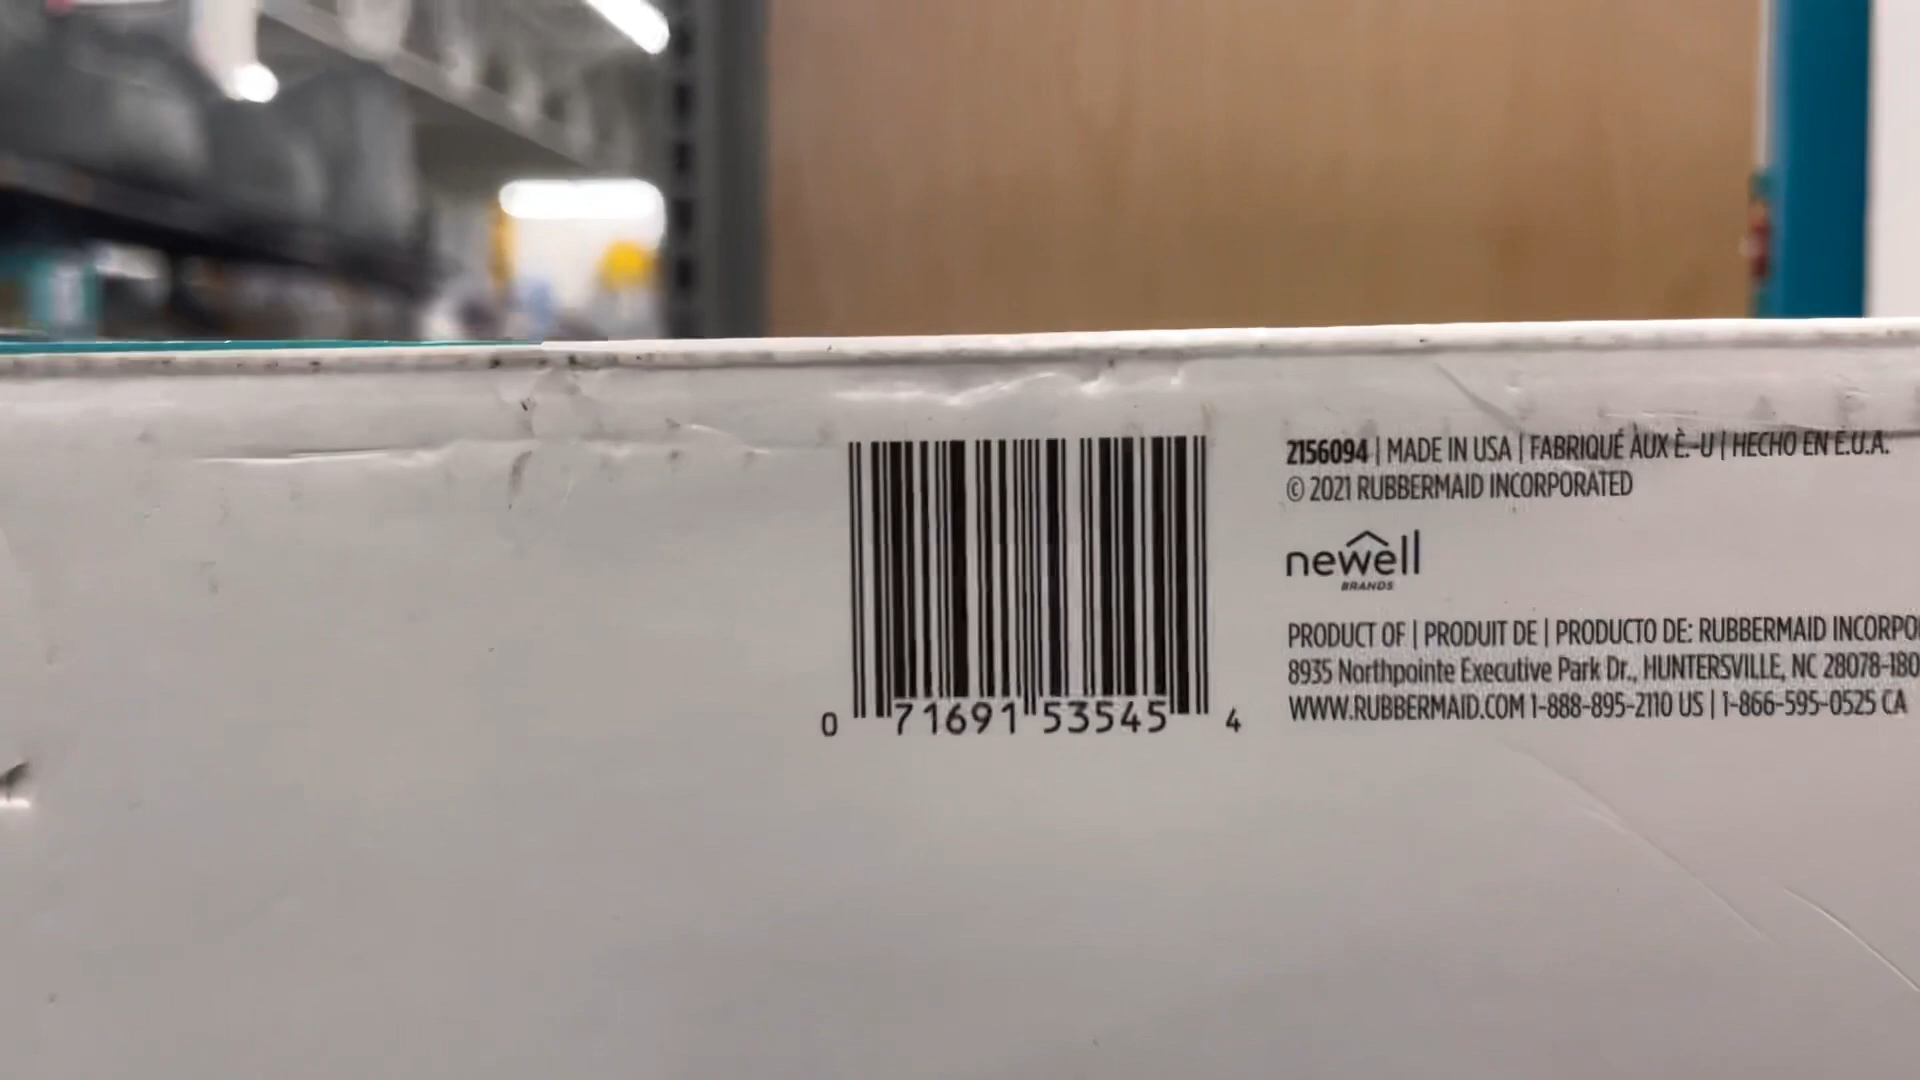 2156094 | MADE IN USA | FABRIQUÉ AUX É.-U | HECHO EN E.U.A.
© 2021 RUBBERMAID INCORPORATED
newell
BRANDS
PRODUCT OF | PRODUIT DE | PRODUCTO DE: RUBBERMAID INCORPO
8935 Northpointe Executive Park Dr., HUNTERSVILLE, NC 28078-180
WWW.RUBBERMAID.COM 1-888-895-2110 US | 1-866-595-0525 CA
0 71691 53545 4